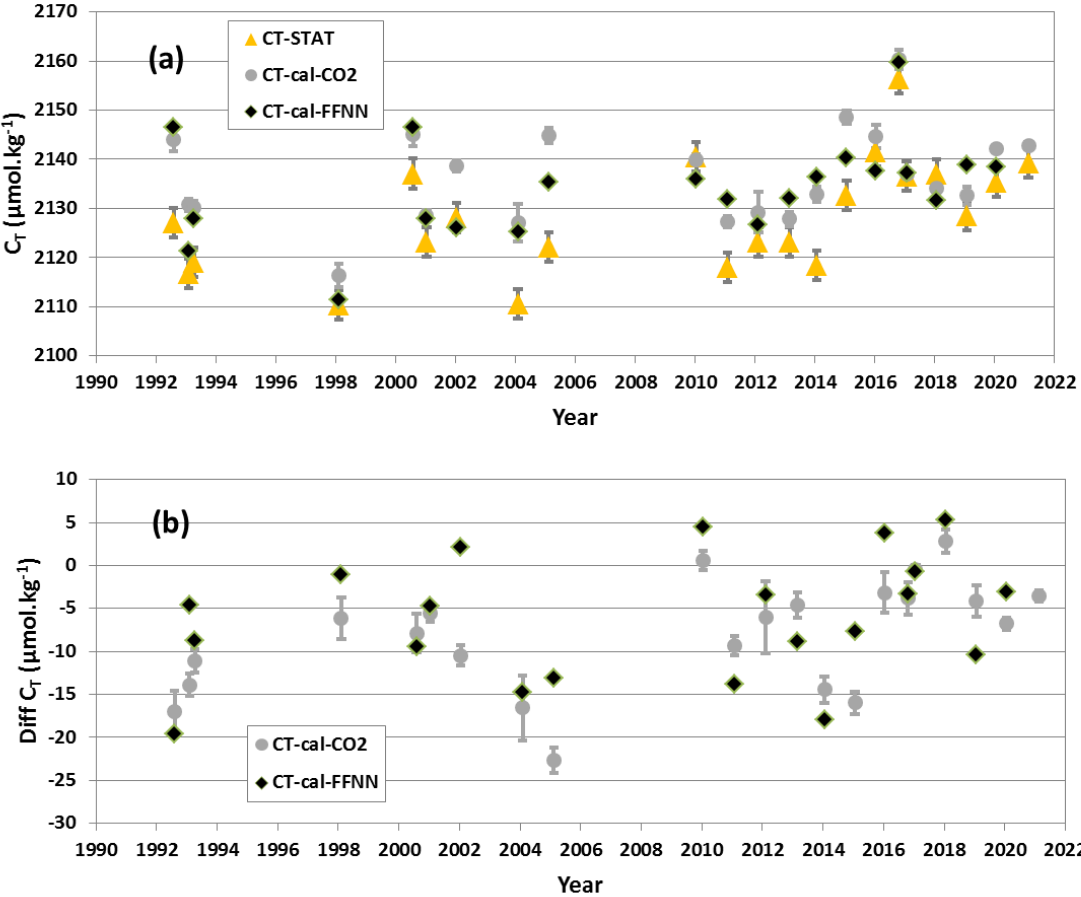 2170
2160
2150
2140
2130
2120
2110
2100
C_T (µmol.kg⁻¹)
(a)
CT-STAT
CT-cal-CO2
CT-cal-FFNN
1990 1992 1994 1996 1998 2000 2002 2004 2006 2008 2010 2012 2014 2016 2018 2020 2022
Year
10
5
0
-5
-10
-15
-20
-25
-30
Diff C_T (µmol.kg⁻¹)
(b)
CT-cal-CO2
CT-cal-FFNN
1990 1992 1994 1996 1998 2000 2002 2004 2006 2008 2010 2012 2014 2016 2018 2020 202
Year